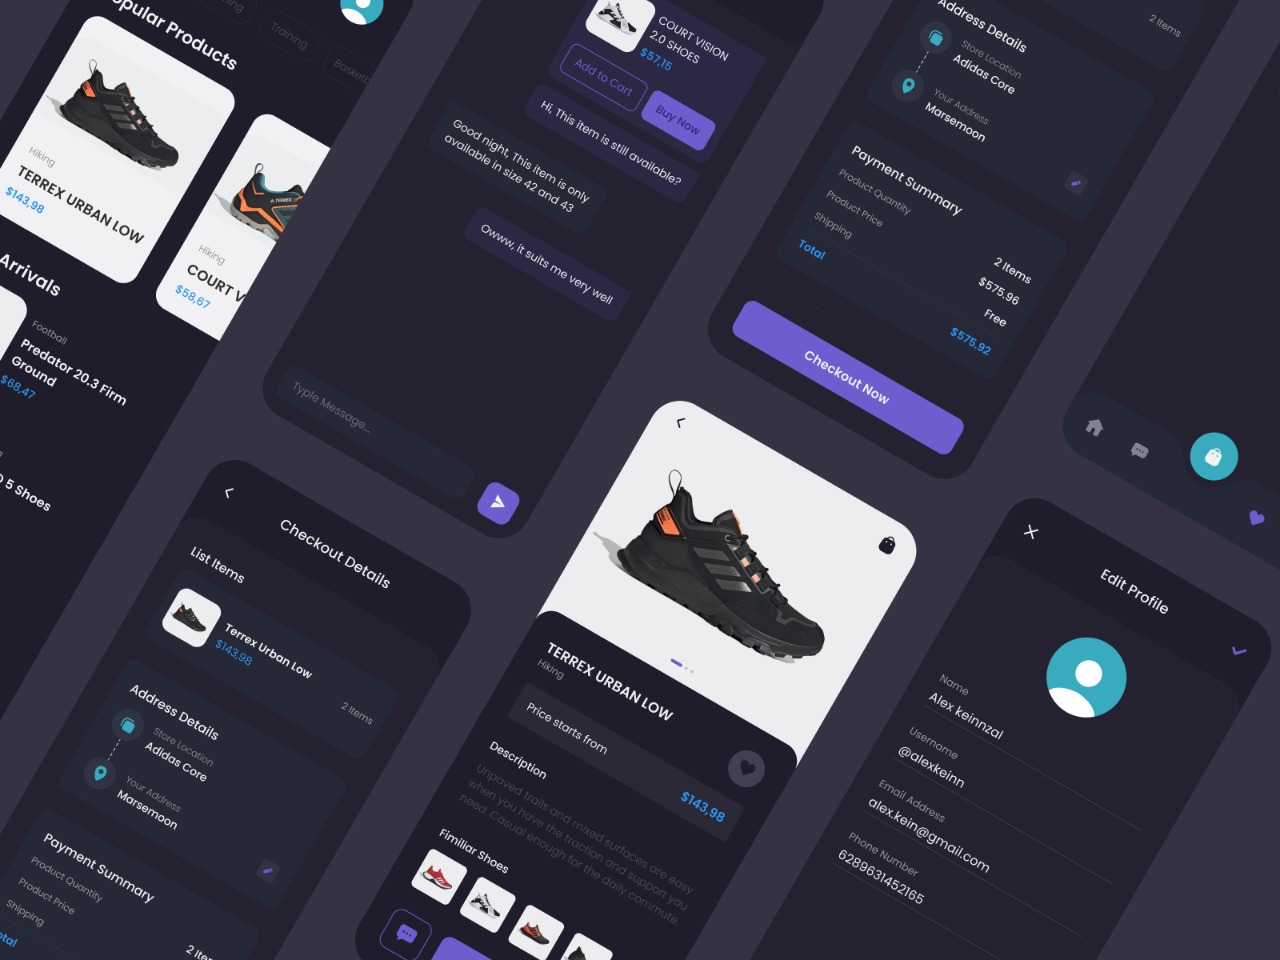 Training
Popular Products
Hiking
TERREX URBAN LOW
$143,98
Hiking
$58,67
Arrivals
Football
Predator 20.3 Firm
Ground
$68,47
5 Shoes
COURT VISION
2.0 SHOES
$57,15
Add to Cart
Buy Now
Hi, This item is still available?
Good night, This item is only
available in size 42 and 43
Owww, it suits me very well
Typle Message...
2 Items
Address Details
Store Location
Adidas Core
Your Address
Marsemoon
Payment Summary
Product Quantity
2 Items
Product Price
$575.96
Shipping
Free
Total
$575.92
Checkout Now
Checkout Details
List Items
Terrex Urban Low
$143,98
2 Items
Address Details
Store Location
Adidas Core
Your Address
Marsemoon
Payment Summary
Product Quantity
Product Price
Shipping
TERREX URBAN LOW
Hiking
Price starts from
$143,98
Description
Unpaved trails and mixed surfaces are easy
when you have the traction and support you
need. Casual enough for the daily commute.
Fimiliar Shoes
Edit Profile
Name
Alex keinnzal
Username
@alexkeinn
Email Address
alex.kein@gmail.com
Phone Number
6289631452165